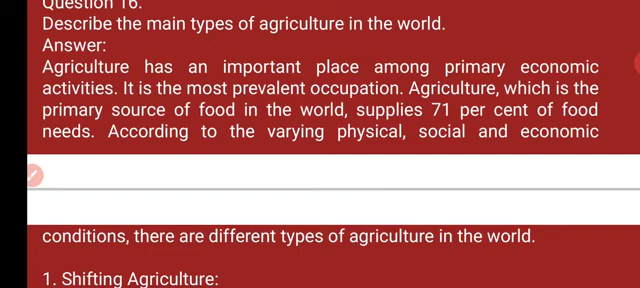 Question 16.
Describe the main types of agriculture in the world.
Answer:
Agriculture has an important place among primary economic
activities. It is the most prevalent occupation. Agriculture, which is the
primary source of food in the world, supplies 71 per cent of food
needs. According to the varying physical, social and economic
conditions, there are different types of agriculture in the world.
1. Shifting Agriculture: